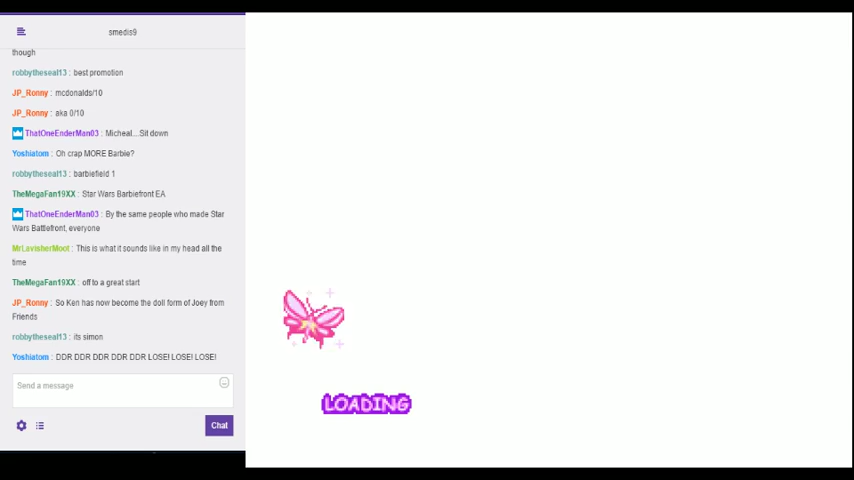 smedis9
though
robbytheseal13 : best promotion
JP_Ronny : mcdonalds/10
JP_Ronny : aka 0/10
ThatOneEnderMan03 : Micheal....Sit down
Yoshiatom : Oh crap MORE Barbie?
robbytheseal13 : barbiefield 1
TheMegaFan19XX : Star Wars Barbiefront EA
ThatOneEnderMan03 : By the same people who made Star
Wars Battlefront, everyone
MrLavisherMoot : This is what it sounds like in my head all the
time
TheMegaFan19XX : off to a great start
JP_Ronny : So Ken has now become the doll form of Joey from
Friends
robbytheseal13 : its simon
Yoshiatom : DDR DDR DDR DDR DDR LOSE! LOSE! LOSE!
Send a message
Chat
LOADING